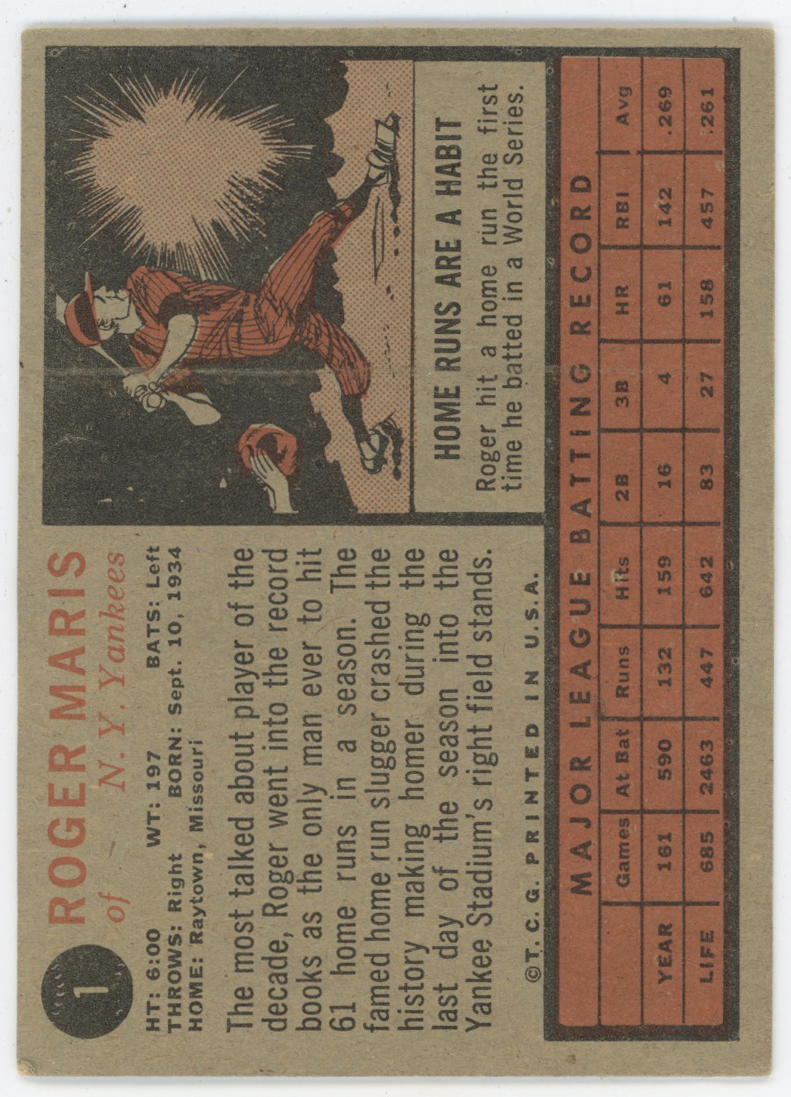 1
ROGER MARIS
of N. Y. Yankees
HT: 6:00 WT: 197 BATS: Left
THROWS: Right BORN: Sept. 10, 1934
HOME: Raytown, Missouri
The most talked about player of the
decade, Roger went into the record
books as the only man ever to hit
61 home runs in a season. The
famed home run slugger crashed the
history making homer during the
last day of the season into the
Yankee Stadium's right field stands.
©T. C. G. PRINTED IN U.S.A.
HOME RUNS ARE A HABIT
Roger hit a home run the first
time he batted in a World Series.
MAJOR LEAGUE BATTING RECORD
Games At Bat Runs Hits 2B 3B HR RBI Avg
YEAR 161 590 132 159 16 4 61 142 .269
LIFE 685 2463 447 642 83 27 158 457 .261